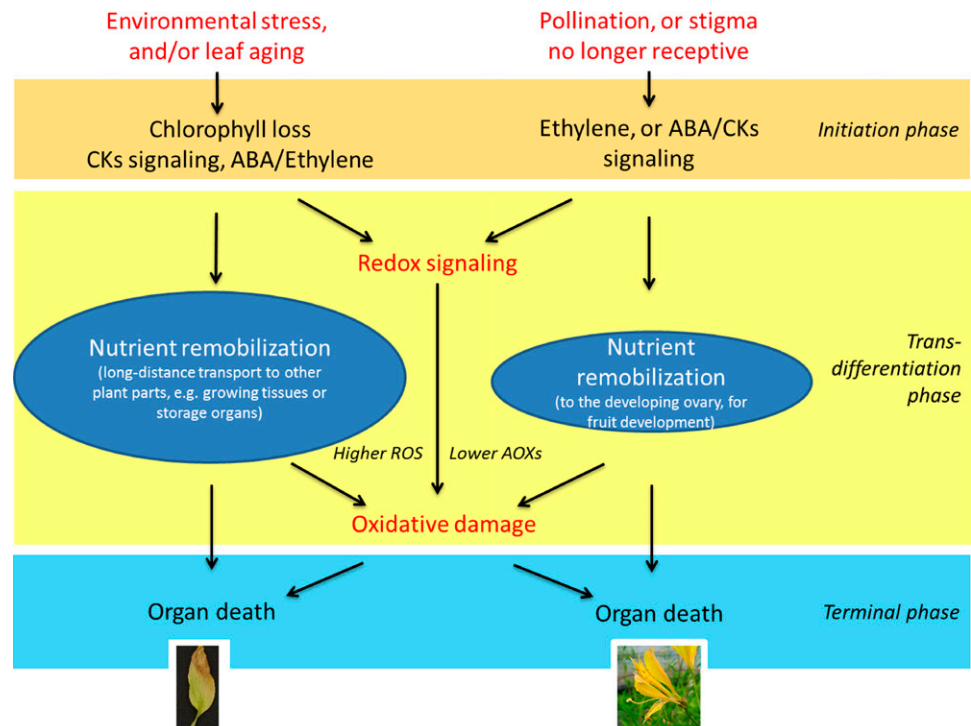 Environmental stress,
and/or leaf aging
Pollination, or stigma
no longer receptive
Chlorophyll loss
CKs signaling, ABA/Ethylene
Ethylene, or ABA/CKs
signaling
Initiation phase
Redox signaling
Nutrient remobilization
(long-distance transport to other
plant parts, e.g. growing tissues or
storage organs)
Nutrient
remobilization
(to the developing ovary, for
fruit development)
Trans-
differentiation
phase
Higher ROS
Lower AOXs
Oxidative damage
Organ death
Organ death
Terminal phase